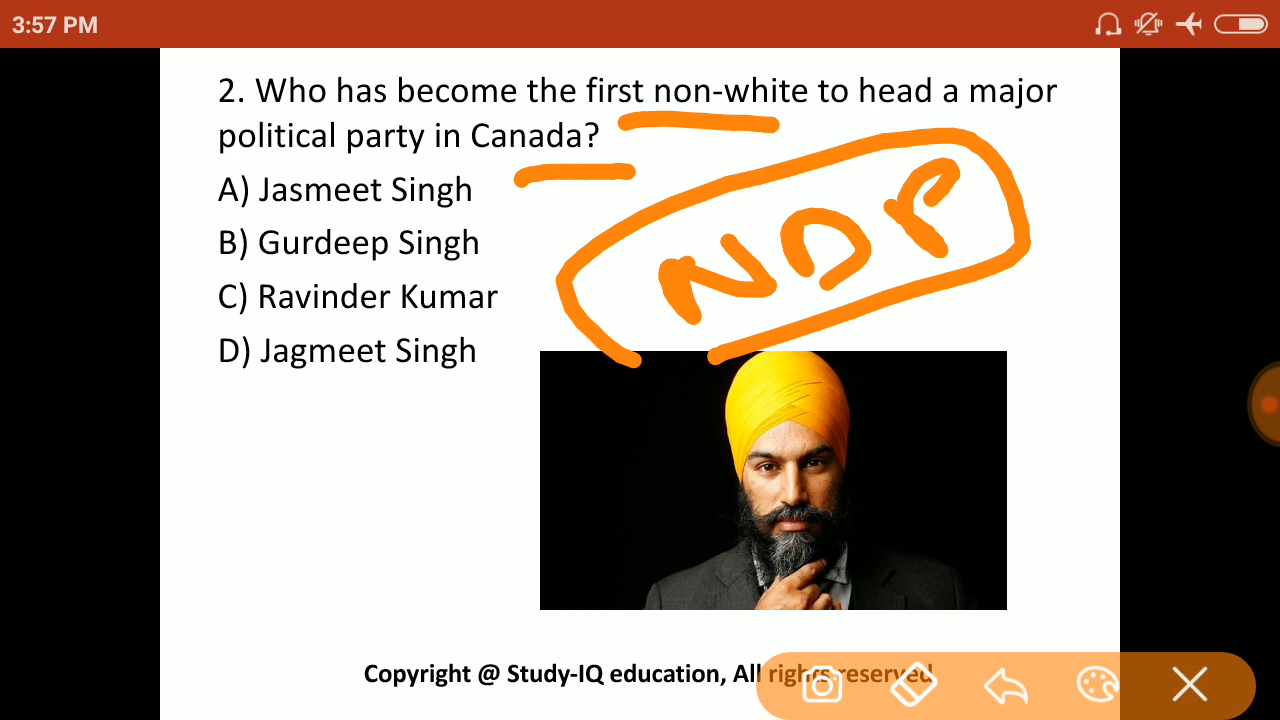 3:57 PM
2. Who has become the first non-white to head a major
political party in Canada?
A) Jasmeet Singh
B) Gurdeep Singh
C) Ravinder Kumar
D) Jagmeet Singh
NDP
Copyright @ Study-IQ education, All rights reserved